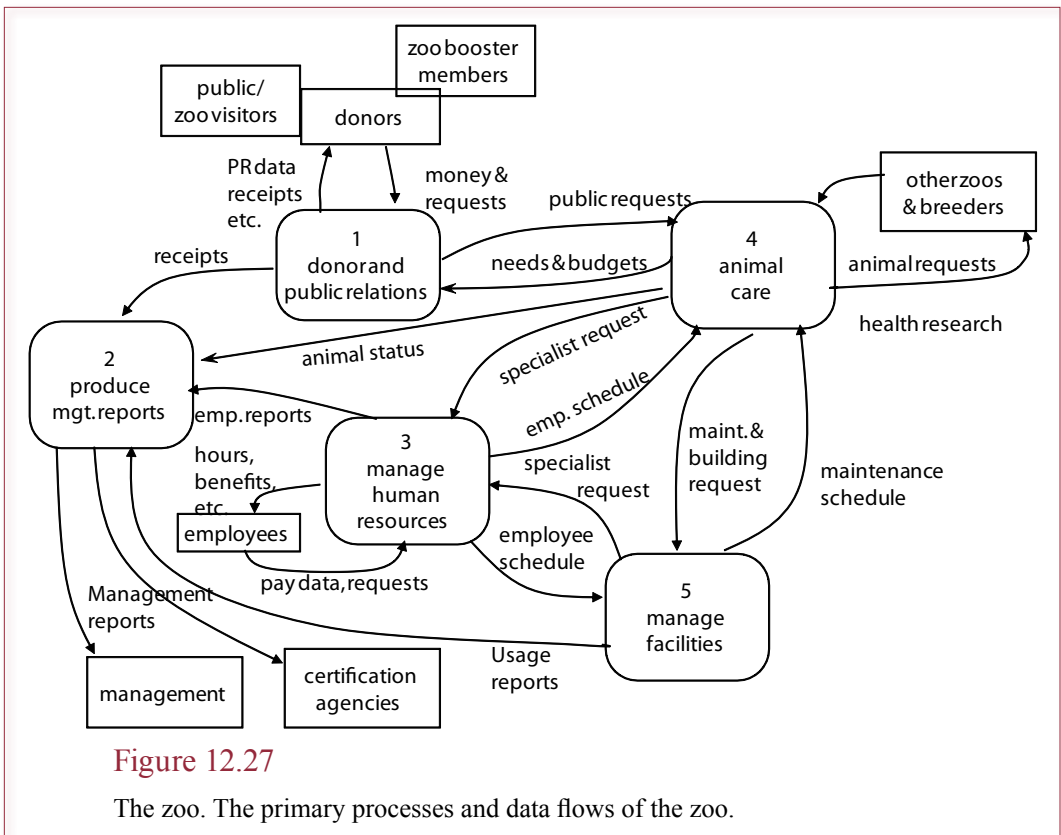 zoo booster
members
public/
zoo visitors
donors
PR data
receipts
etc.
money &
requests
public requests
other zoos
& breeders
1
donor and
public relations
4
animal
care
receipts
needs & budgets
animal requests
health research
2
produce
mgt. reports
animal status
specialist request
emp. reports
emp. schedule
3
manage
human
resources
hours,
benefits,
etc.
employees
specialist
request
maint. &
building
request
maintenance
schedule
employee
schedule
pay data, requests
5
manage
facilities
Management
reports
Usage
reports
management
certification
agencies
Figure 12.27
The zoo. The primary processes and data flows of the zoo.